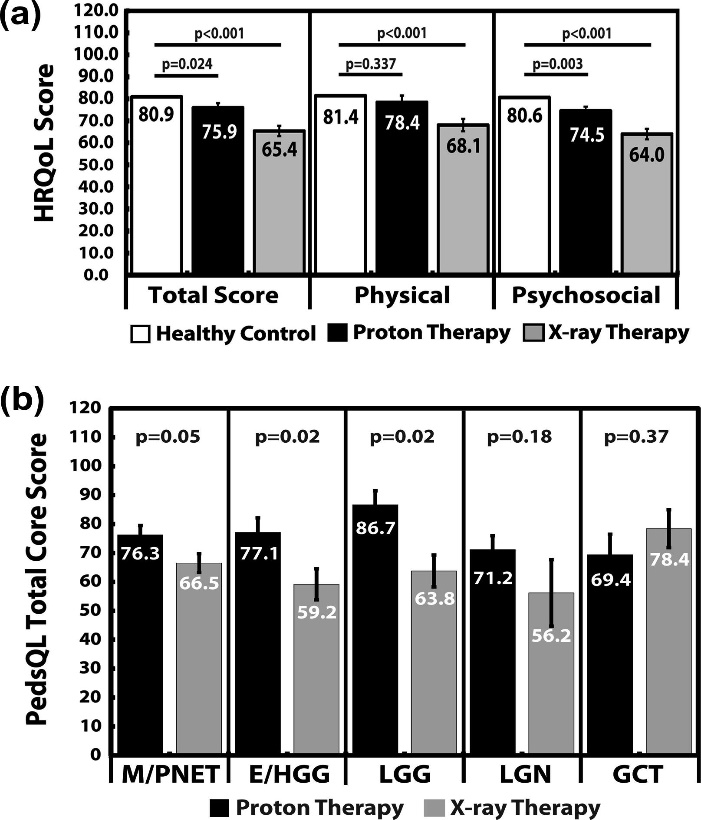 (a)
HRQoL Score
120.0
110.0
100.0
90.0
80.0
70.0
60.0
50.0
40.0
30.0
20.0
10.0
0.0
p<0.001 p<0.001 p<0.001
p=0.024 p=0.337 p=0.003
80.9 75.9 65.4 81.4 78.4 68.1 80.6 74.5 64.0
Total Score Physical Psychosocial
Healthy Control Proton Therapy X-ray Therapy
(b)
PedsQL Total Core Score
120
110
100
90
80
70
60
50
40
30
20
10
0
p=0.05 p=0.02 p=0.02 p=0.18 p=0.37
76.3 66.5 77.1 59.2 86.7 63.8 71.2 56.2 69.4 78.4
M/PNET E/HGG LGG LGN GCT
Proton Therapy X-ray Therapy